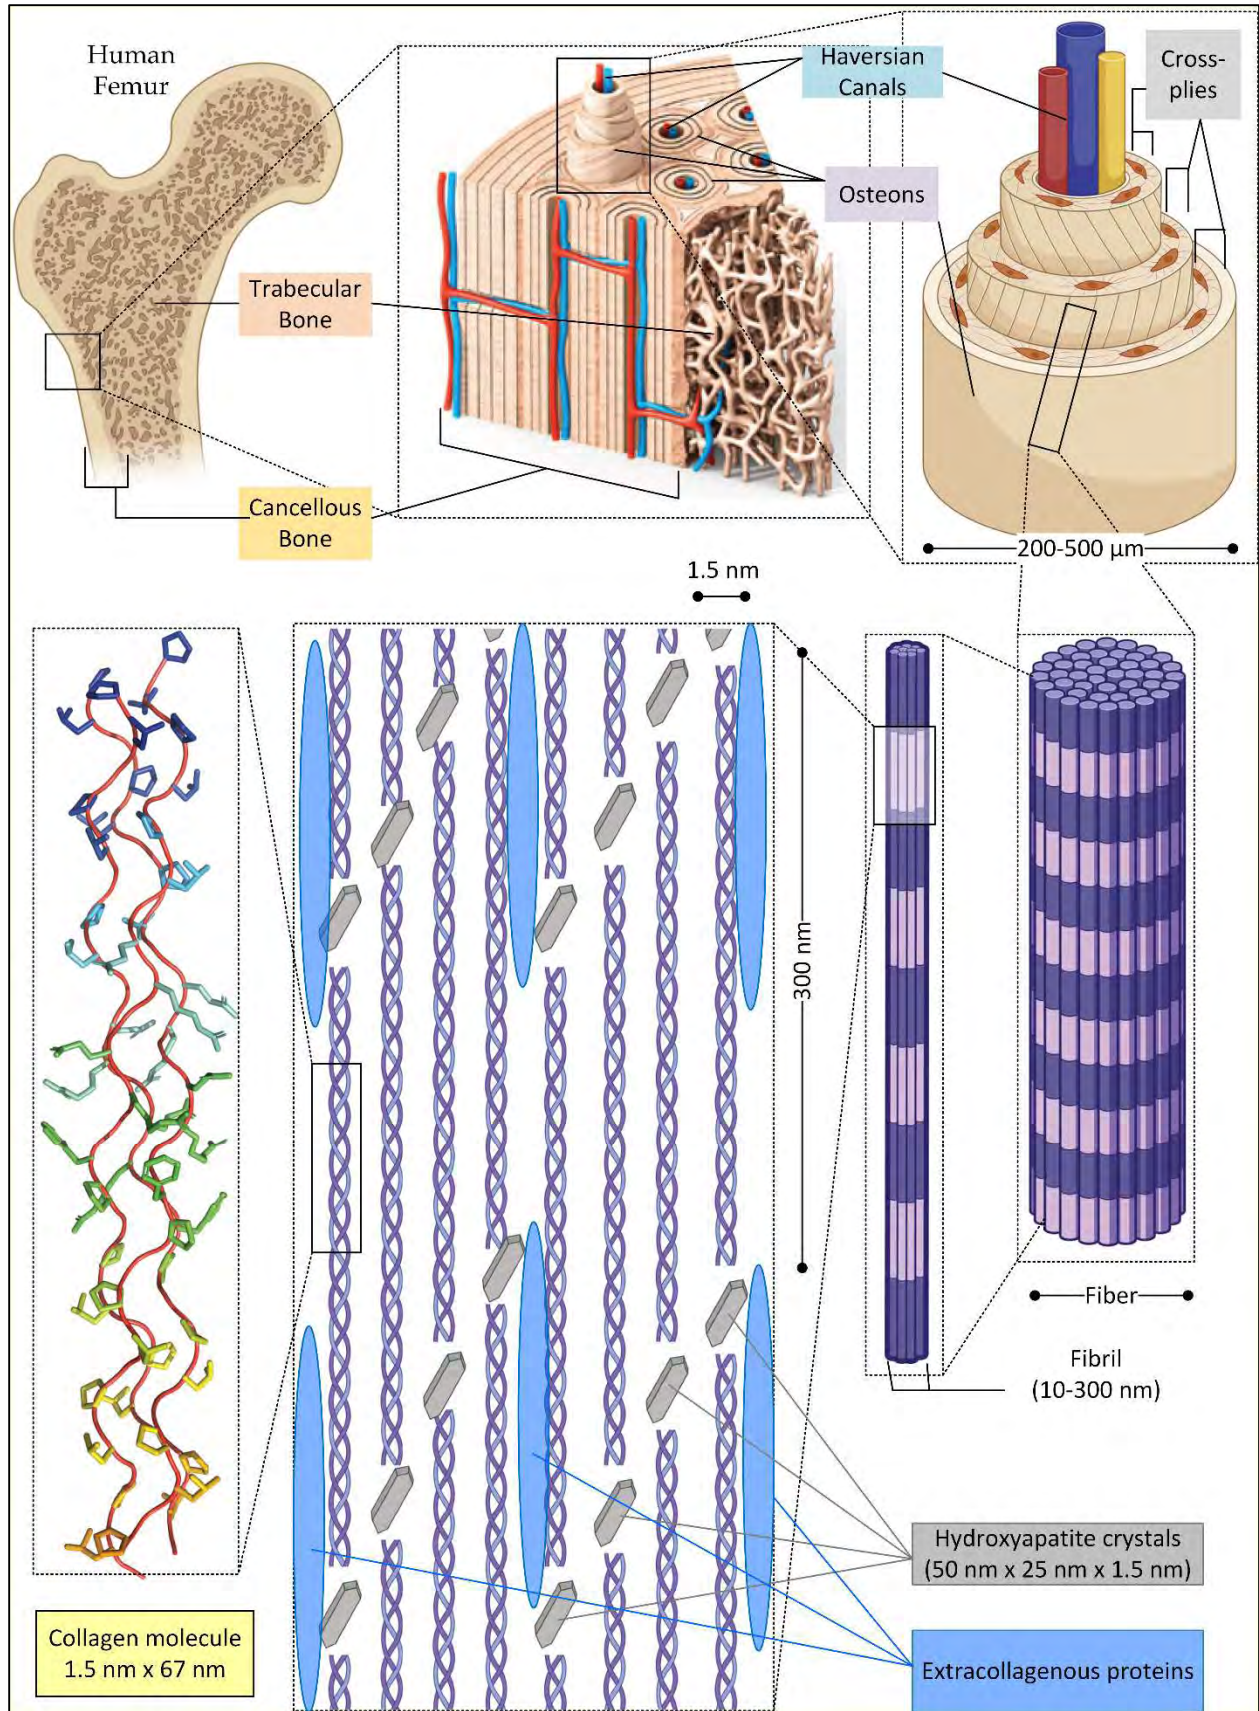 Human
Femur
Haversian
Canals
Cross-
plies
Osteons
Trabecular
Bone
Cancellous
Bone
200-500 µm
1.5 nm
300 nm
Fiber
Fibril
(10-300 nm)
Hydroxyapatite crystals
(50 nm x 25 nm x 1.5 nm)
Collagen molecule
1.5 nm x 67 nm
Extracollagenous proteins